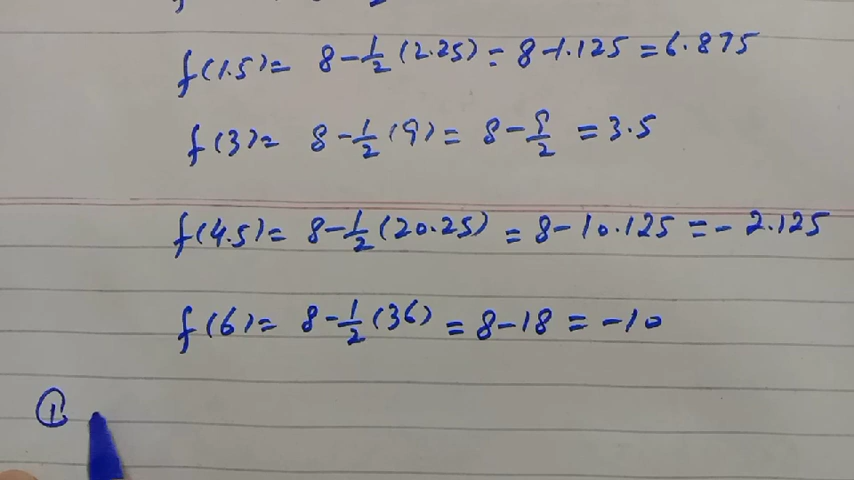 f(1.5)= 8-1/2(2.25) = 8-1.125 = 6.875
f(3)= 8-1/2(9) = 8-9/2 = 3.5
f(4.5)= 8-1/2(20.25) = 8-10.125 = -2.125
f(6)= 8-1/2(36) = 8-18 = -10
①